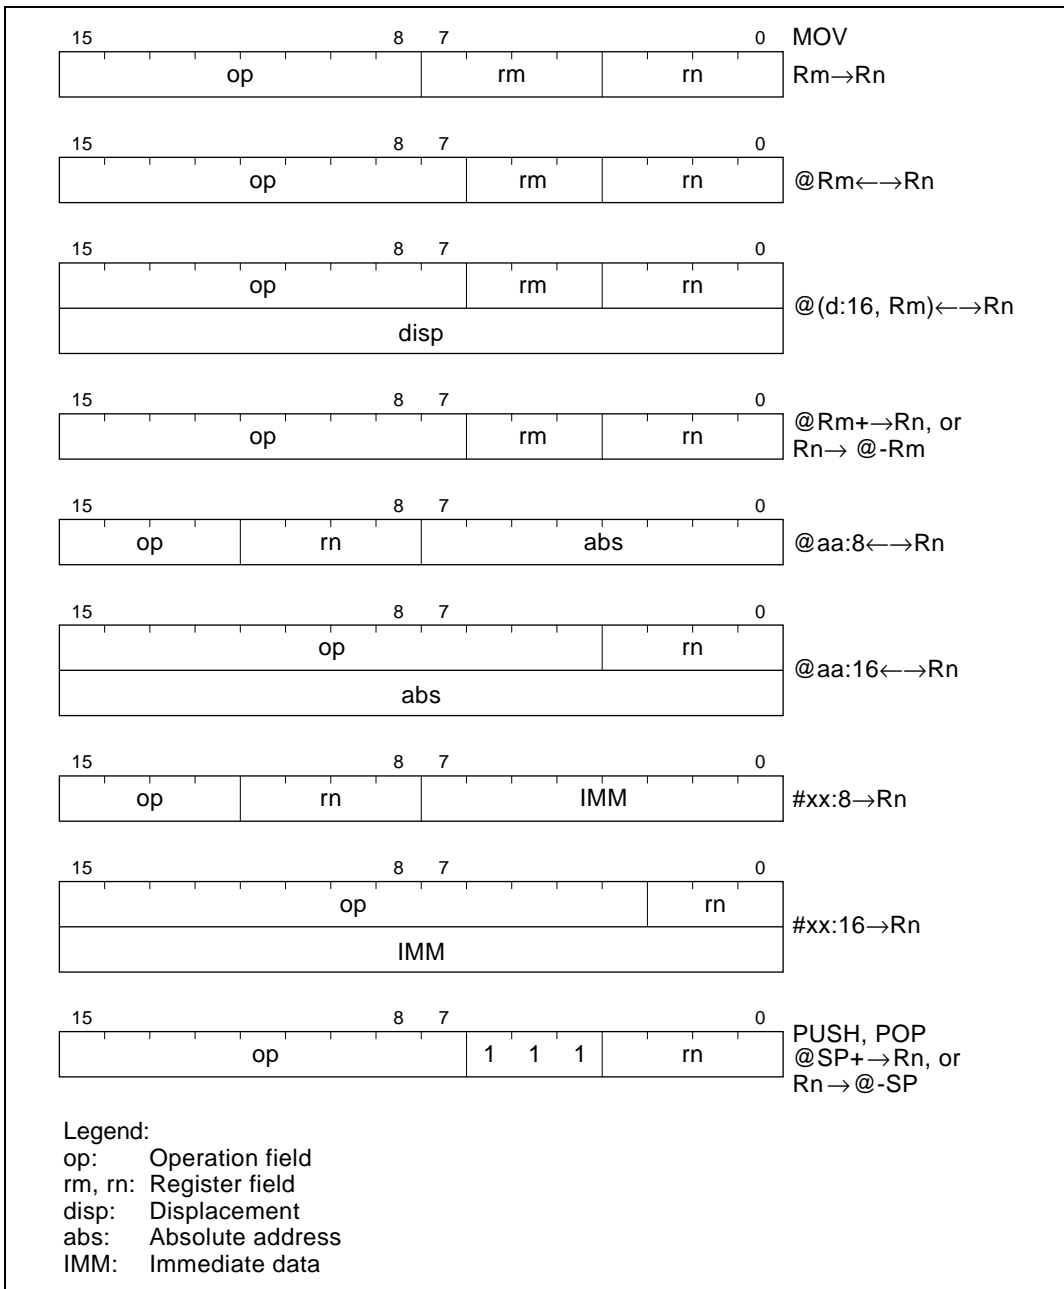 15 8 7 0 MOV
op rm rn Rm→Rn
15 8 7 0
op rm rn @Rm←→Rn
15 8 7 0
op rm rn
@(d:16, Rm)←→Rn
disp
15 8 7 0
@Rm+→Rn, or
op rm rn
Rn→ @-Rm
15 8 7 0
op rn abs @aa:8←→Rn
15 8 7 0
op rn
@aa:16←→Rn
abs
15 8 7 0
op rn IMM #xx:8→Rn
15 8 7 0
op rn
#xx:16→Rn
IMM
15 8 7 0
PUSH, POP
op 1 1 1 rn @SP+→Rn, or
Rn→@-SP
Legend:
op: Operation field
rm, rn: Register field
disp: Displacement
abs: Absolute address
IMM: Immediate data